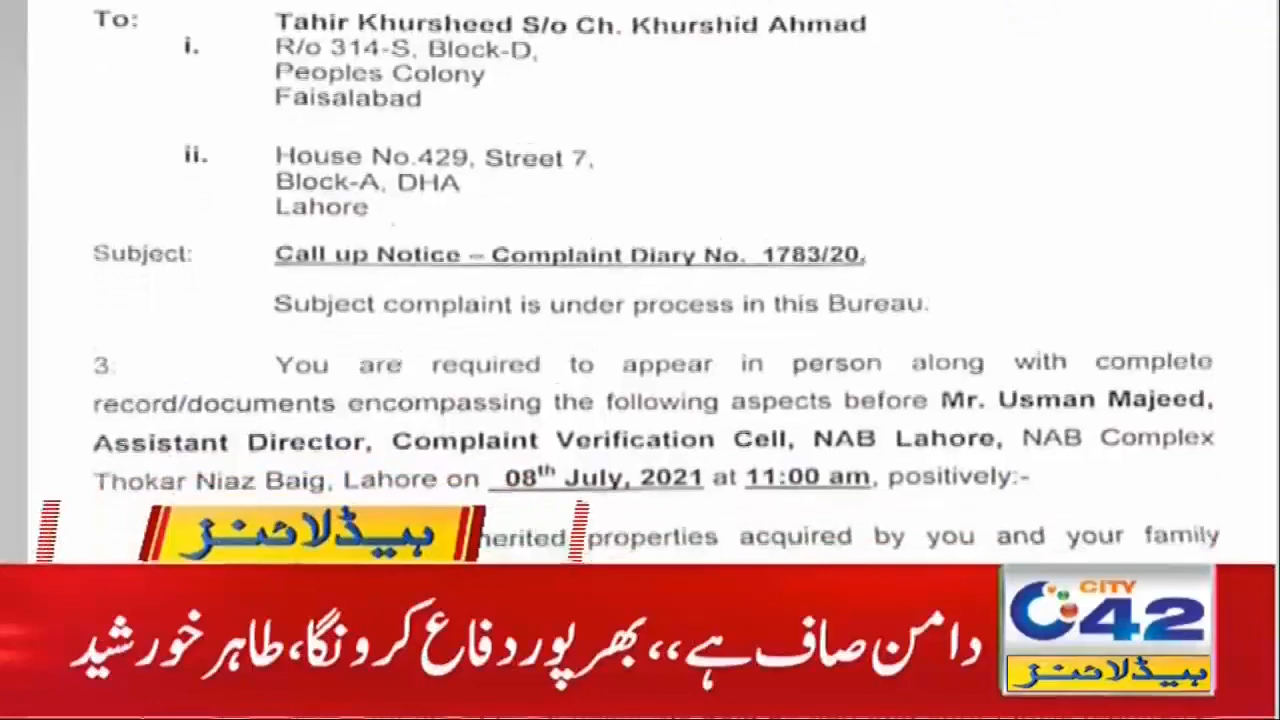 To: Tahir Khursheed S/o Ch. Khurshid Ahmad
i. R/o 314-S, Block-D,
Peoples Colony
Faisalabad
ii. House No.429, Street 7,
Block-A, DHA
Lahore
Subject: Call up Notice – Complaint Diary No. 1783/20.
Subject complaint is under process in this Bureau.
3. You are required to appear in person along with complete
record/documents encompassing the following aspects before Mr. Usman Majeed,
Assistant Director, Complaint Verification Cell, NAB Lahore, NAB Complex
Thokar Niaz Baig, Lahore on 08th July, 2021 at 11:00 am, positively:-
properties acquired by you and your family
ہیڈلائنز
دامن صاف ہے،، بھرپور دفاع کرونگا، طاہر خورشید
CITY
42
ہیڈلائنز